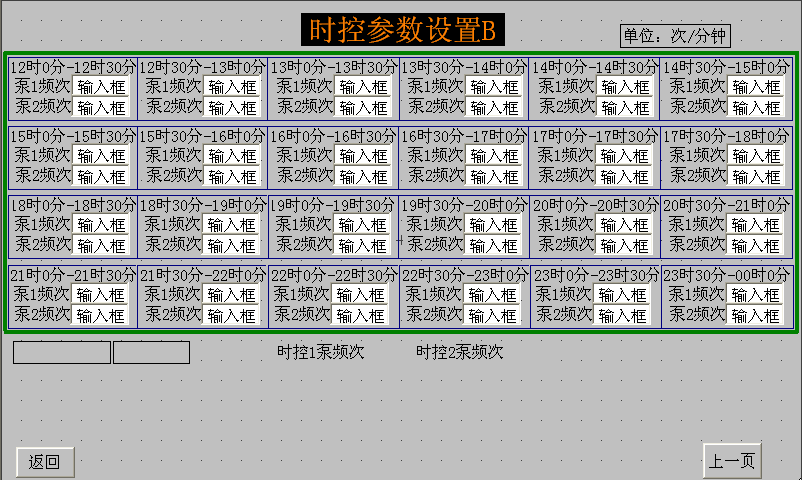 时控参数设置B
单位：次/分钟
12时0分-12时30分 12时30分-13时0分 13时0分-13时30分 13时30分-14时0分 14时0分-14时30分 14时30分-15时0分
泵1频次 输入框 泵1频次 输入框 泵1频次 输入框 泵1频次 输入框 泵1频次 输入框 泵1频次 输入框
泵2频次 输入框 泵2频次 输入框 泵2频次 输入框 泵2频次 输入框 泵2频次 输入框 泵2频次 输入框
15时0分-15时30分 15时30分-16时0分 16时0分-16时30分 16时30分-17时0分 17时0分-17时30分 17时30分-18时0分
泵1频次 输入框 泵1频次 输入框 泵1频次 输入框 泵1频次 输入框 泵1频次 输入框 泵1频次 输入框
泵2频次 输入框 泵2频次 输入框 泵2频次 输入框 泵2频次 输入框 泵2频次 输入框 泵2频次 输入框
18时0分-18时30分 18时30分-19时0分 19时0分-19时30分 19时30分-20时0分 20时0分-20时30分 20时30分-21时0分
泵1频次 输入框 泵1频次 输入框 泵1频次 输入框 泵1频次 输入框 泵1频次 输入框 泵1频次 输入框
泵2频次 输入框 泵2频次 输入框 泵2频次 输入框 泵2频次 输入框 泵2频次 输入框 泵2频次 输入框
21时0分-21时30分 21时30分-22时0分 22时0分-22时30分 22时30分-23时0分 23时0分-23时30分 23时30分-00时0分
泵1频次 输入框 泵1频次 输入框 泵1频次 输入框 泵1频次 输入框 泵1频次 输入框 泵1频次 输入框
泵2频次 输入框 泵2频次 输入框 泵2频次 输入框 泵2频次 输入框 泵2频次 输入框 泵2频次 输入框
时控1泵频次 时控2泵频次
返回 上一页